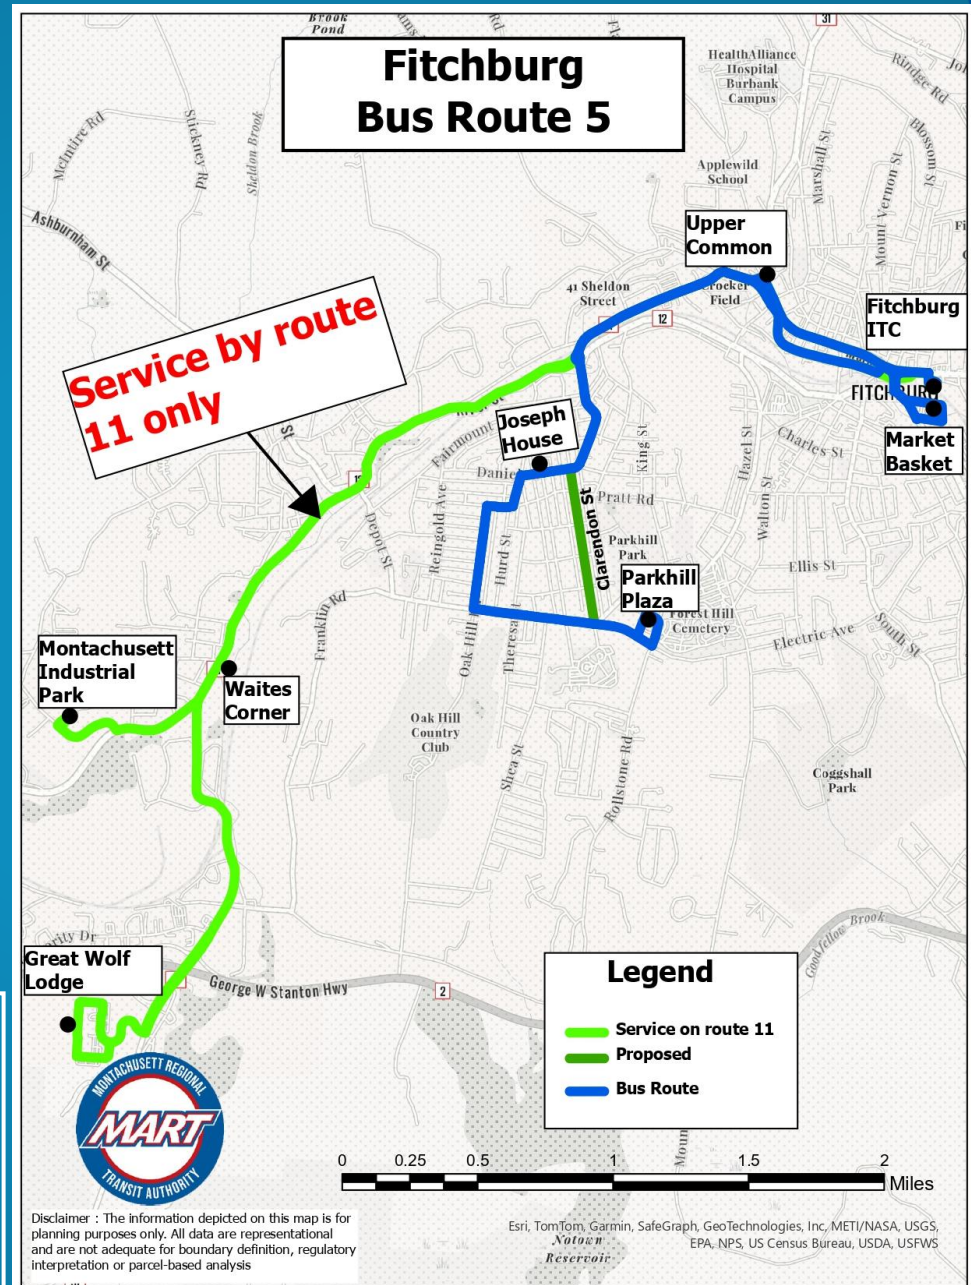 Brook
Pond
31
Fitchburg
Bus Route 5
HealthAlliance
Hospital
Burbank
Campus
Rindge Rd
McIntire Rd
Stickney Rd
Sheldon Brook
Rd
Marshall St
Blossom St
Applewild
School
Mount Vernon St
Ashburnham St
Upper
Common
41 Sheldon
Street
Crocker
Field
12
Fitchburg
ITC
Service by route
11 only
FITCHBURG
Joseph
House
Market
Basket
St
Fairmount
King St
Hazel St
Charles St
Pratt Rd
Walton St
Reingold Ave
Depot St
Hurd St
Clarendon St
Parkhill
Park
Parkhill
Plaza
Ellis St
Franklin Rd
Oak Hill
Theresa St
Forest Hill
Cemetery
Electric Ave
South St
Montachusett
Industrial
Park
Waites
Corner
Oak Hill
Country
Club
Shea St
Rollstone Rd
Coggshall
Park
Goodfellow Brook
Great Wolf
Lodge
George W Stanton Hwy
2
Legend
Service on route 11
Proposed
Bus Route
MONTACHUSETT REGIONAL
MART
TRANSIT AUTHORITY
0 0.25 0.5 1 1.5 2
Miles
Disclaimer : The information depicted on this map is for
planning purposes only. All data are representational
and are not adequate for boundary definition, regulatory
interpretation or parcel-based analysis
Esri, TomTom, Garmin, SafeGraph, GeoTechnologies, Inc, METI/NASA, USGS,
EPA, NPS, US Census Bureau, USDA, USFWS
Notown
Reservoir